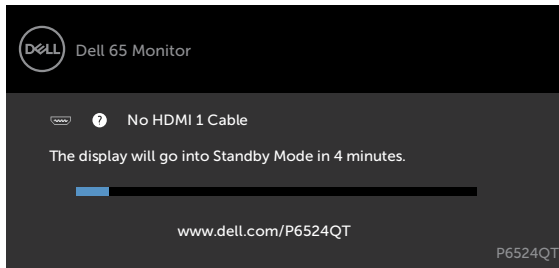 DELL
Dell 65 Monitor
? No HDMI 1 Cable
The display will go into Standby Mode in 4 minutes.
www.dell.com/P6524QT
P6524QT